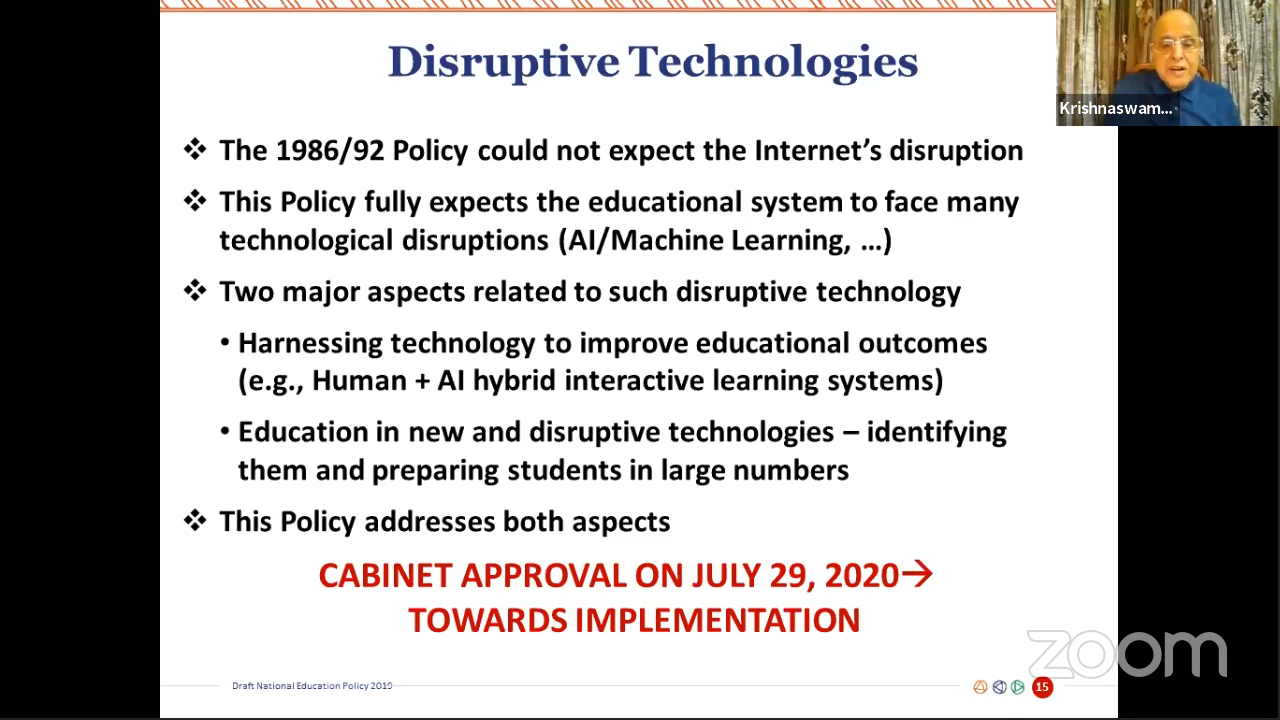 Disruptive Technologies
Krishnaswam...
❖ The 1986/92 Policy could not expect the Internet’s disruption
❖ This Policy fully expects the educational system to face many
technological disruptions (AI/Machine Learning, …)
❖ Two major aspects related to such disruptive technology
• Harnessing technology to improve educational outcomes
(e.g., Human + AI hybrid interactive learning systems)
• Education in new and disruptive technologies – identifying
them and preparing students in large numbers
❖ This Policy addresses both aspects
CABINET APPROVAL ON JULY 29, 2020→
TOWARDS IMPLEMENTATION
zoom
Draft National Education Policy 2019
15